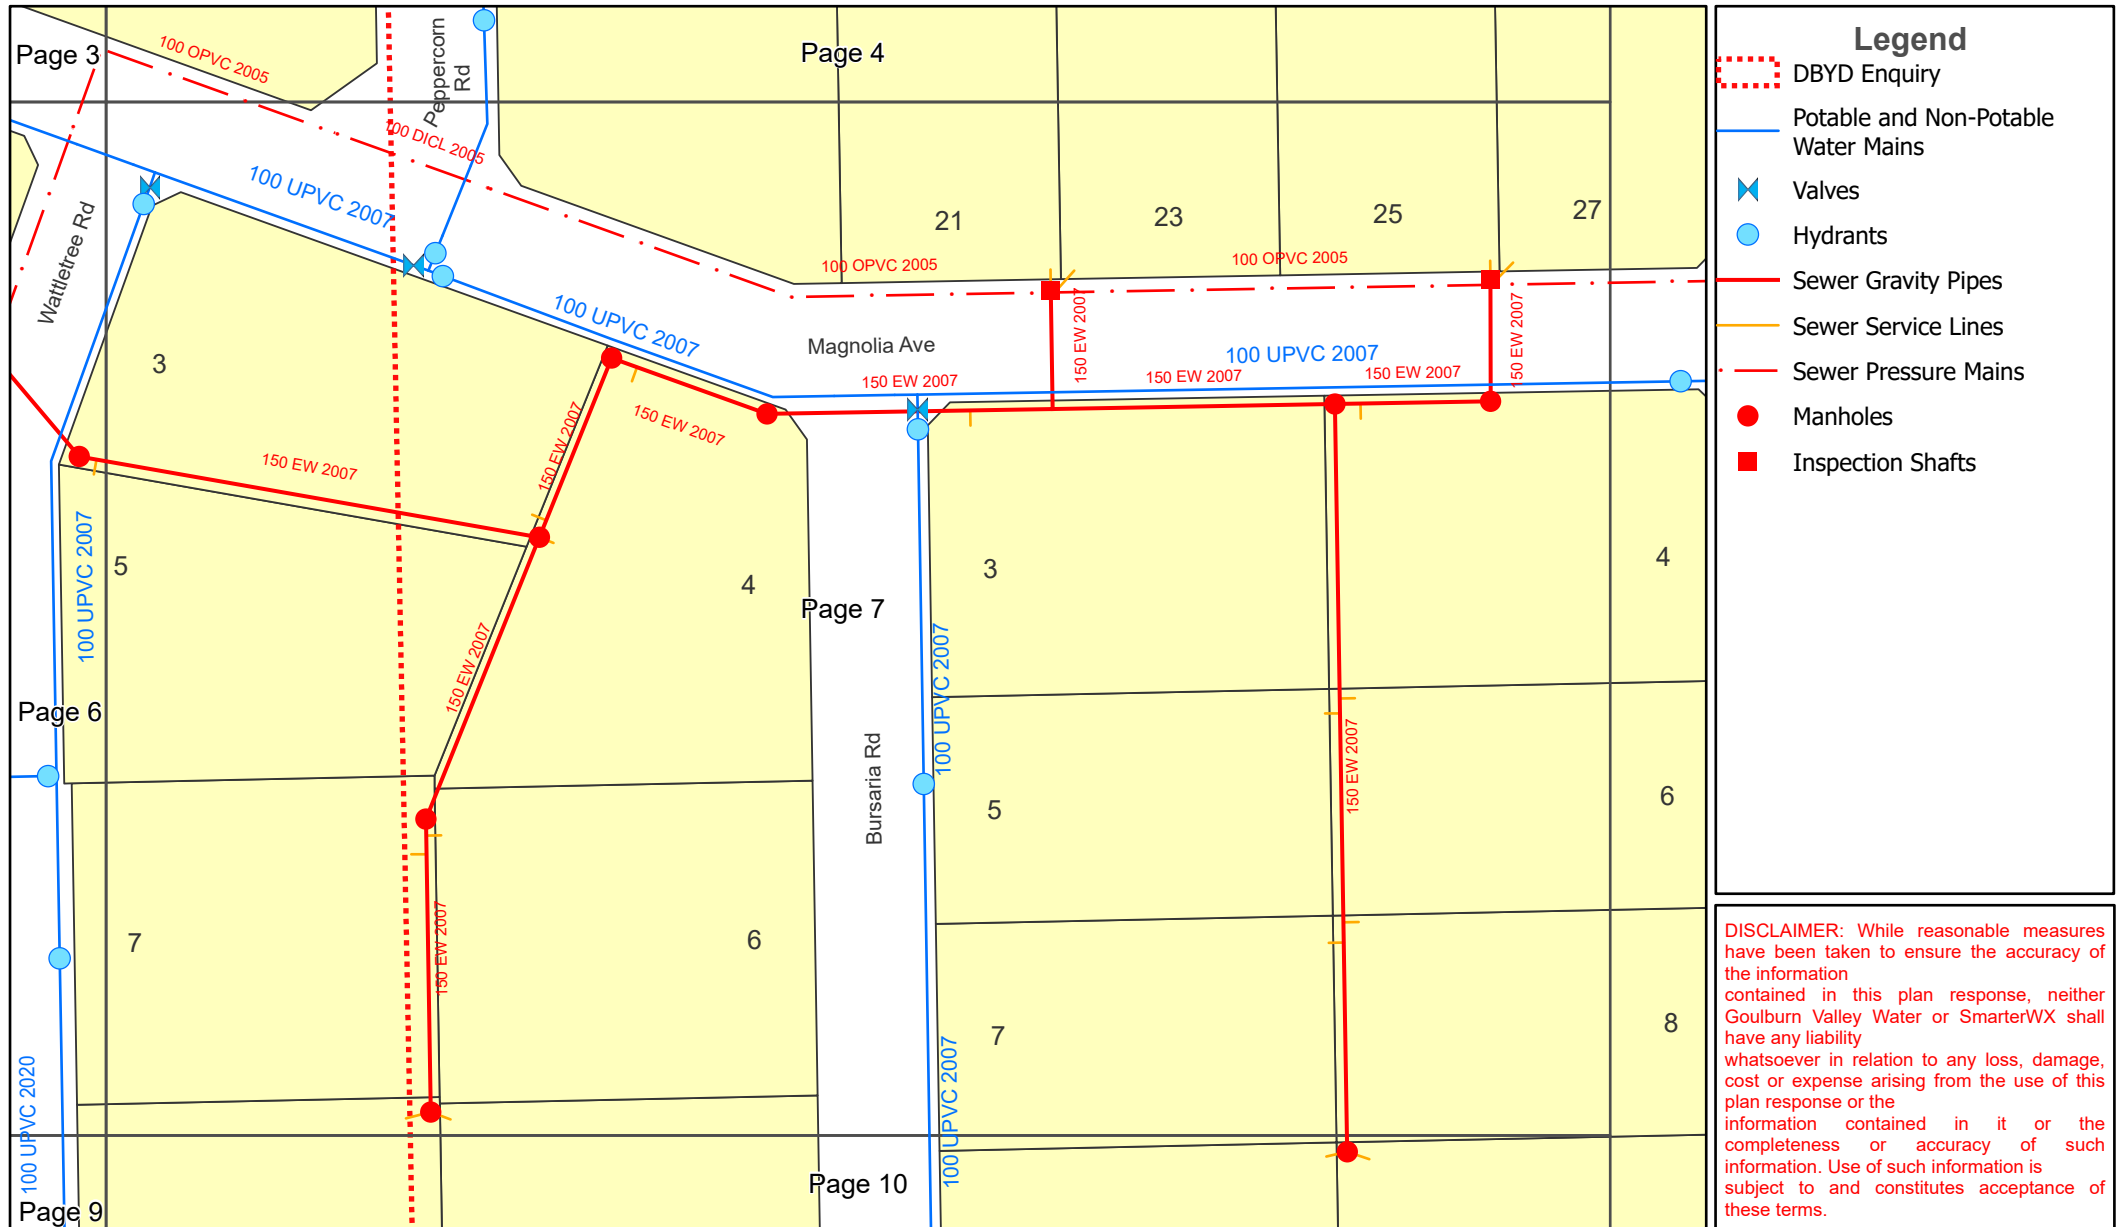 Page 3
100 OPVC 2005
Peppercorn
Rd
Page 4
100 DICL 2005
100 UPVC 2007
Wattletree Rd
21
23
25
27
100 OPVC 2005
100 OPVC 2005
100 UPVC 2007
Magnolia Ave
150 EW 2007
150 EW 2007
100 UPVC 2007
150 EW 2007
150 EW 2007
150 EW 2007
3
150 EW 2007
150 EW 2007
150 EW 2007
100 UPVC 2007
5
4
3
4
Page 7
150 EW 2007
100 UPVC 2007
Page 6
Bursaria Rd
150 EW 2007
5
6
7
150 EW 2007
6
7
8
100 UPVC 2020
100 UPVC 2007
Page 9
Page 10
Legend
DBYD Enquiry
Potable and Non-Potable
Water Mains
Valves
Hydrants
Sewer Gravity Pipes
Sewer Service Lines
Sewer Pressure Mains
Manholes
Inspection Shafts
DISCLAIMER: While reasonable measures
have been taken to ensure the accuracy of
the information
contained in this plan response, neither
Goulburn Valley Water or SmarterWX shall
have any liability
whatsoever in relation to any loss, damage,
cost or expense arising from the use of this
plan response or the
information contained in it or the
completeness or accuracy of such
information. Use of such information is
subject to and constitutes acceptance of
these terms.